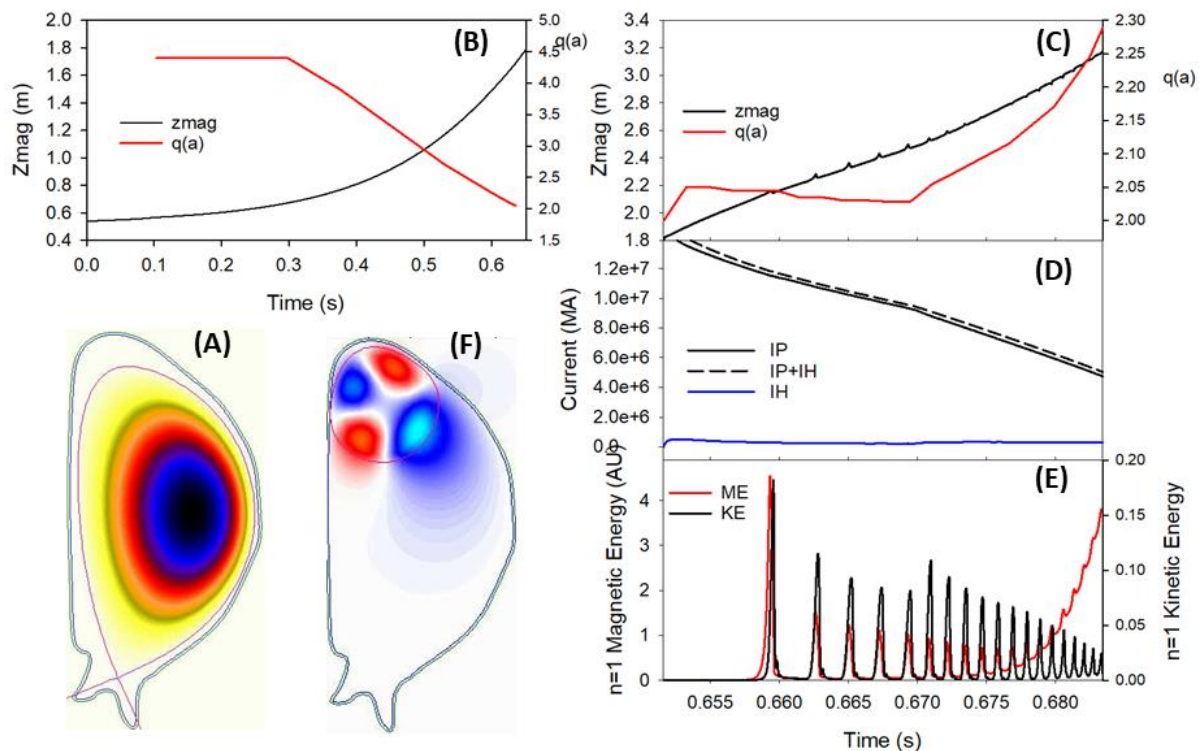 (B)
2.0
1.8
1.6
1.4
1.2
1.0
0.8
0.6
0.4
Zmag (m)
5.0
4.5
4.0
3.5
3.0
2.5
2.0
1.5
q(a)
zmag
q(a)
0.0 0.1 0.2 0.3 0.4 0.5 0.6
Time (s)
(C)
3.4
3.2
3.0
2.8
2.6
2.4
2.2
2.0
1.8
Zmag (m)
2.30
2.25
2.20
2.15
2.10
2.05
2.00
q(a)
zmag
q(a)
(A)
(F)
(D)
1.2e+7
1.0e+7
8.0e+6
6.0e+6
4.0e+6
2.0e+6
0.0
Current (MA)
IP
IP+IH
IH
(E)
4
3
2
1
0
n=1 Magnetic Energy (AU)
0.20
0.15
0.10
0.05
0.00
n=1 Kinetic Energy
ME
KE
0.655 0.660 0.665 0.670 0.675 0.680
Time (s)